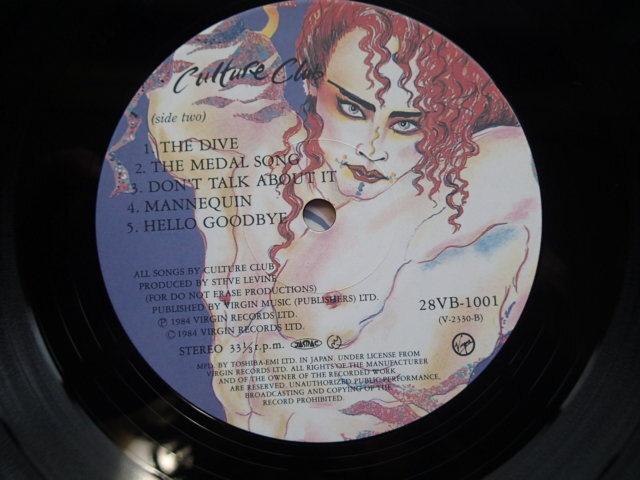 Culture Club
(side two)
1. THE DIVE
2. THE MEDAL SONG
3. DON'T TALK ABOUT IT
4. MANNEQUIN
5. HELLO GOODBYE
ALL SONGS BY CULTURE CLUB
PRODUCED BY STEVE LEVINE
(FOR DO NOT ERASE PRODUCTIONS)
PUBLISHED BY VIRGIN MUSIC (PUBLISHERS) LTD.
℗ 1984 VIRGIN RECORDS LTD.
© 1984 VIRGIN RECORDS LTD.
28VB-1001
(V-2330-B)
STEREO 33⅓ r.p.m. JASRAC Ⓟ
Virgin
MFD. BY TOSHIBA-EMI LTD. IN JAPAN. UNDER LICENSE FROM
VIRGIN RECORDS LTD. ALL RIGHTS OF THE MANUFACTURER
AND OF THE OWNER OF THE RECORDED WORK
ARE RESERVED. UNAUTHORIZED PUBLIC PERFORMANCE,
BROADCASTING AND COPYING OF THE
RECORD PROHIBITED.